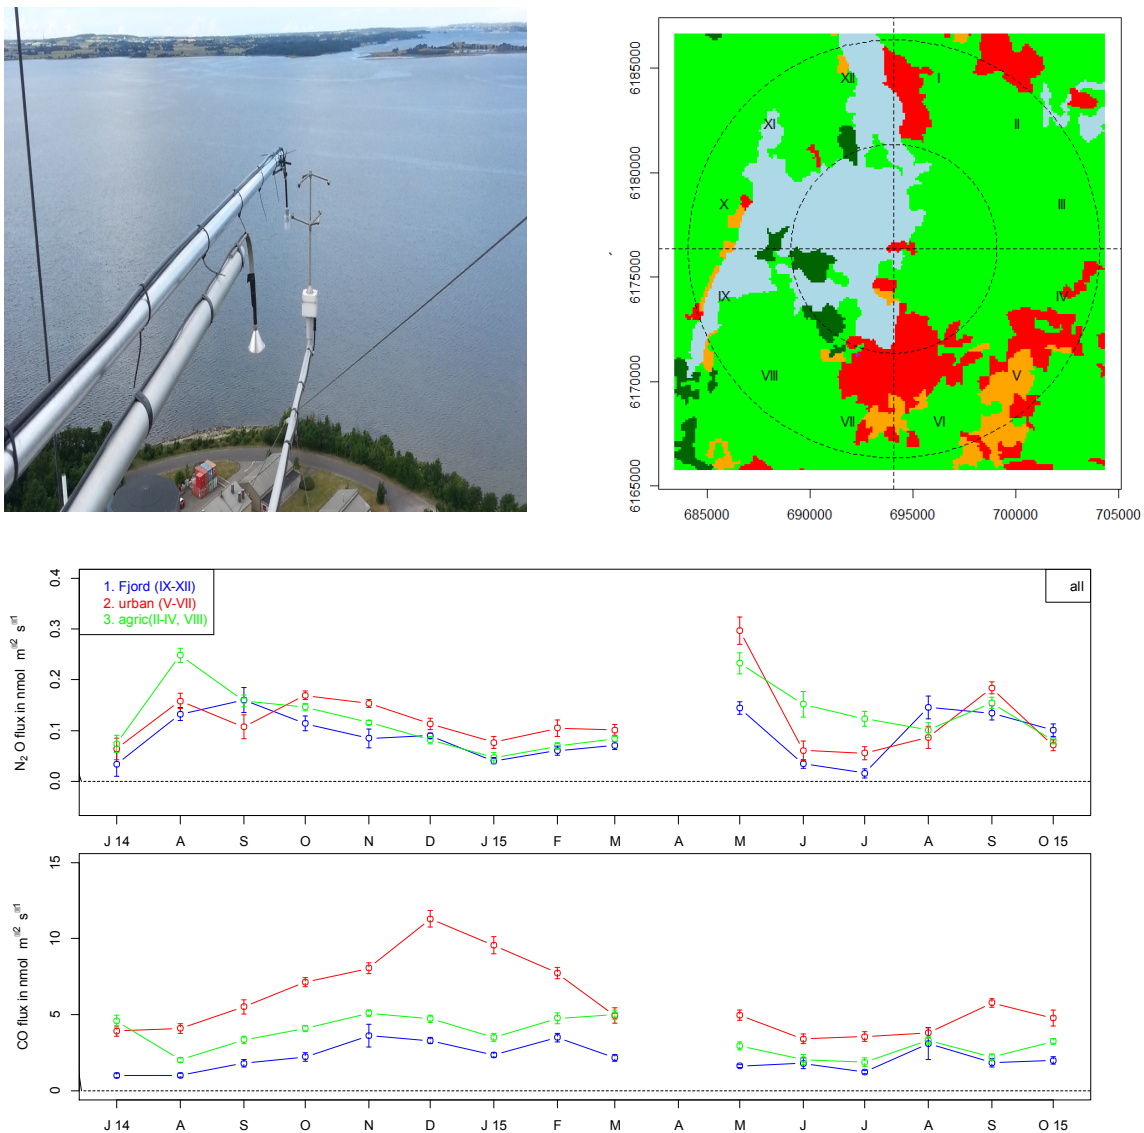 6185000
6180000
6175000
6170000
6165000
XII
I
XI
II
X
III
IX
IV
VIII
V
VII
VI
685000 690000 695000 700000 705000
0.4
0.3
0.2
0.1
0.0
N2 O flux in nmol m-2 s-1
1. Fjord (IX-XII)
2. urban (V-VII)
3. agric(II-IV, VIII)
all
J 14 A S O N D J 15 F M A M J J A S O 15
15
10
5
0
CO flux in nmol m-2 s-1
J 14 A S O N D J 15 F M A M J J A S O 15